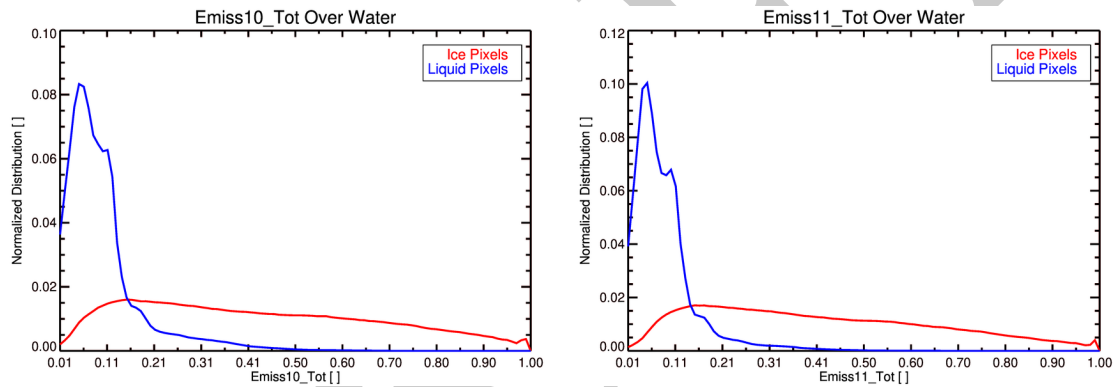 Emiss10_Tot Over Water
0.10
0.08
0.06
0.04
0.02
0.00
Normalized Distribution [ ]
Ice Pixels
Liquid Pixels
0.01 0.11 0.21 0.31 0.40 0.50 0.60 0.70 0.80 0.90 1.00
Emiss10_Tot [ ]
Emiss11_Tot Over Water
0.12
0.10
0.08
0.06
0.04
0.02
0.00
Normalized Distribution [ ]
Ice Pixels
Liquid Pixels
0.01 0.11 0.21 0.31 0.40 0.50 0.60 0.70 0.80 0.90 1.00
Emiss11_Tot [ ]